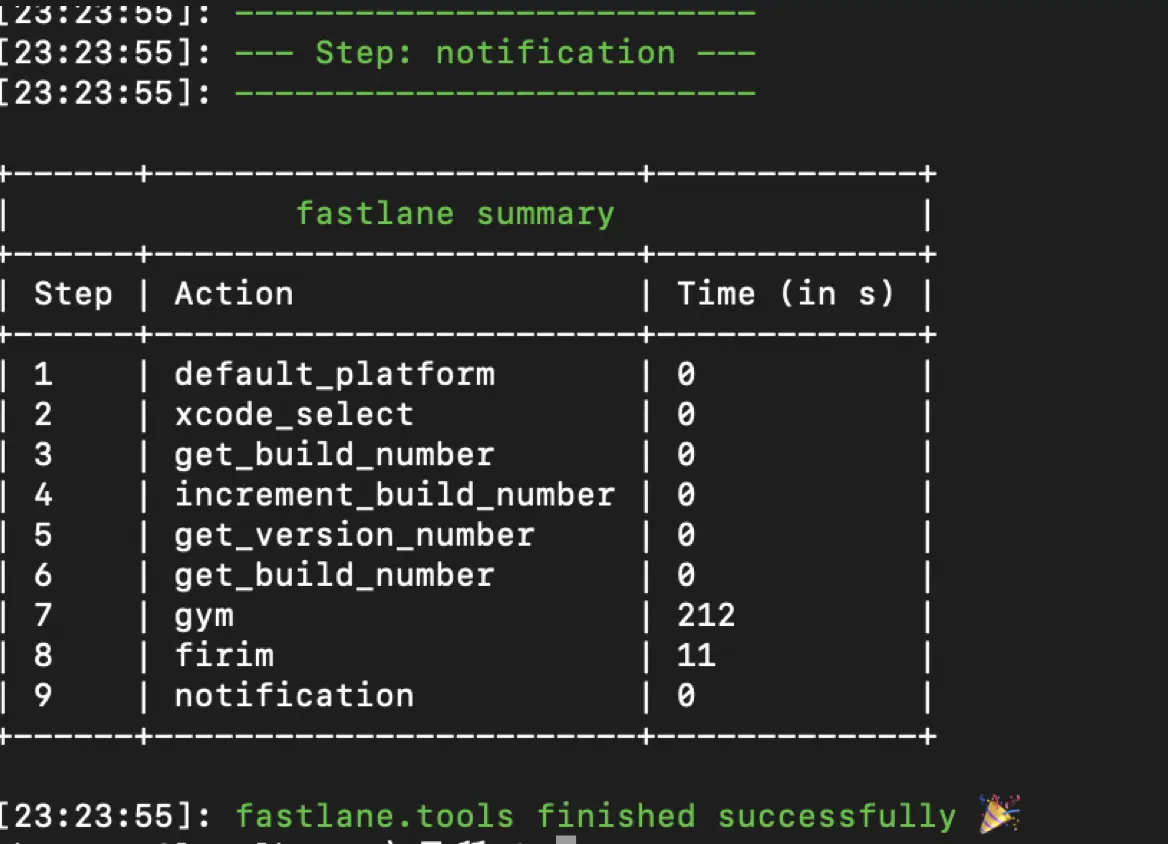 [23:23:55]: --------------------------
[23:23:55]: --- Step: notification ---
[23:23:55]: --------------------------
+------+------------------------+-------------+
| fastlane summary |
+------+------------------------+-------------+
| Step | Action | Time (in s) |
+------+------------------------+-------------+
| 1 | default_platform | 0 |
| 2 | xcode_select | 0 |
| 3 | get_build_number | 0 |
| 4 | increment_build_number | 0 |
| 5 | get_version_number | 0 |
| 6 | get_build_number | 0 |
| 7 | gym | 212 |
| 8 | firim | 11 |
| 9 | notification | 0 |
+------+------------------------+-------------+
[23:23:55]: fastlane.tools finished successfully 🎉